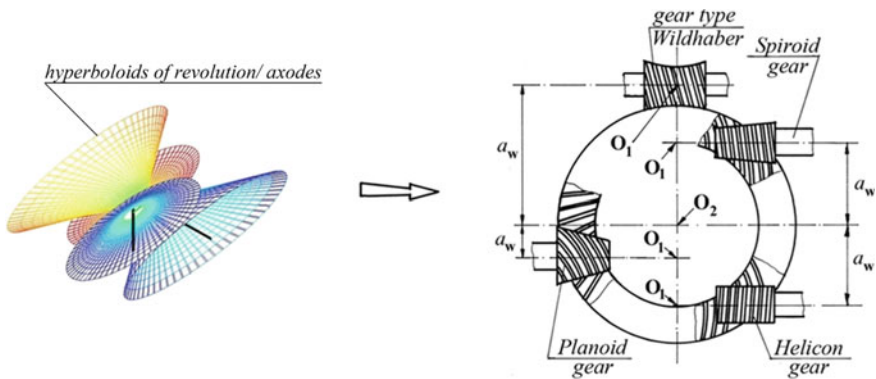 hyperboloids of revolution/ axodes
gear type
Wildhaber
Spiroid
gear
a_w
O_1
O_1
a_w
O_2
a_w
O_1
a_w
O_1
Planoid
gear
Helicon
gear